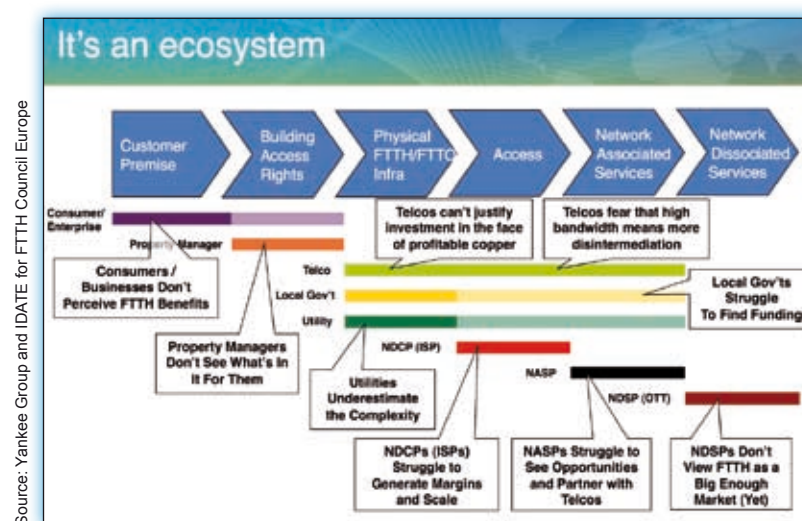 It's an ecosystem
Customer
Premise
Building
Access
Rights
Physical
FTTH/FTTC
Infra
Access
Network
Associated
Services
Network
Dissociated
Services
Consumer/
Enterprise
Property Manager
Telco
Local Gov't
Utility
NDCP (ISP)
NASP
NDSP (OTT)
Telcos can't justify
investment in the face
of profitable copper
Telcos fear that high
bandwidth means more
disintermediation
Consumers /
Businesses Don't
Perceive FTTH Benefits
Local Gov'ts
Struggle
To Find Funding
Property Managers
Don't See What's In
It For Them
Utilities
Underestimate
the Complexity
NDCPs (ISPs)
Struggle to
Generate Margins
and Scale
NASPs Struggle to
See Opportunities
and Partner with
Telcos
NDSPs Don't
View FTTH as a
Big Enough
Market (Yet)
Source: Yankee Group and IDATE for FTTH Council Europe